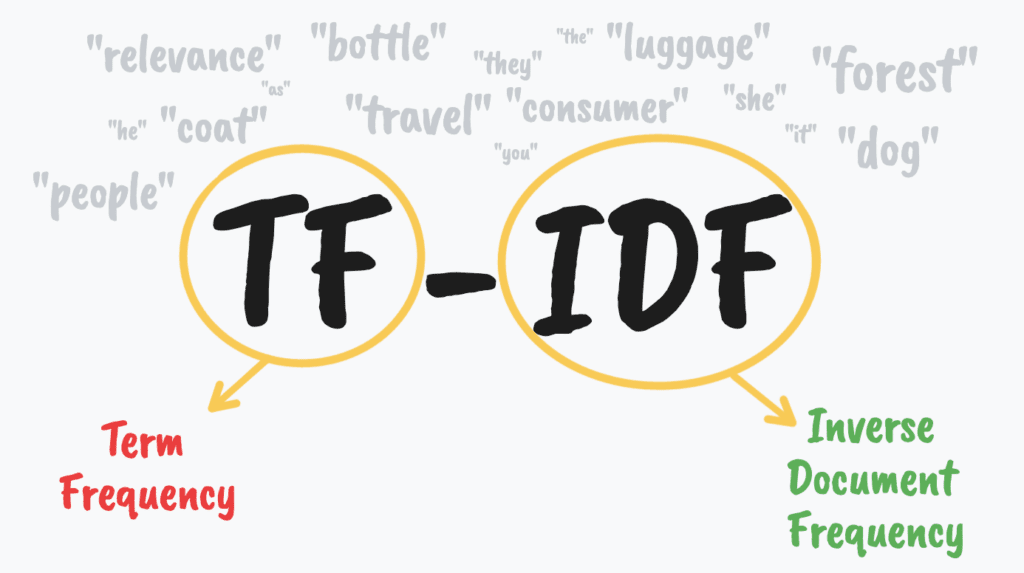 "relevance" "bottle" "they" "the" "luggage" "forest"
"as"
"he" "coat" "travel" "consumer" "she" "it" "dog"
"you"
"people"
TF-IDF
Term
Frequency
Inverse
Document
Frequency